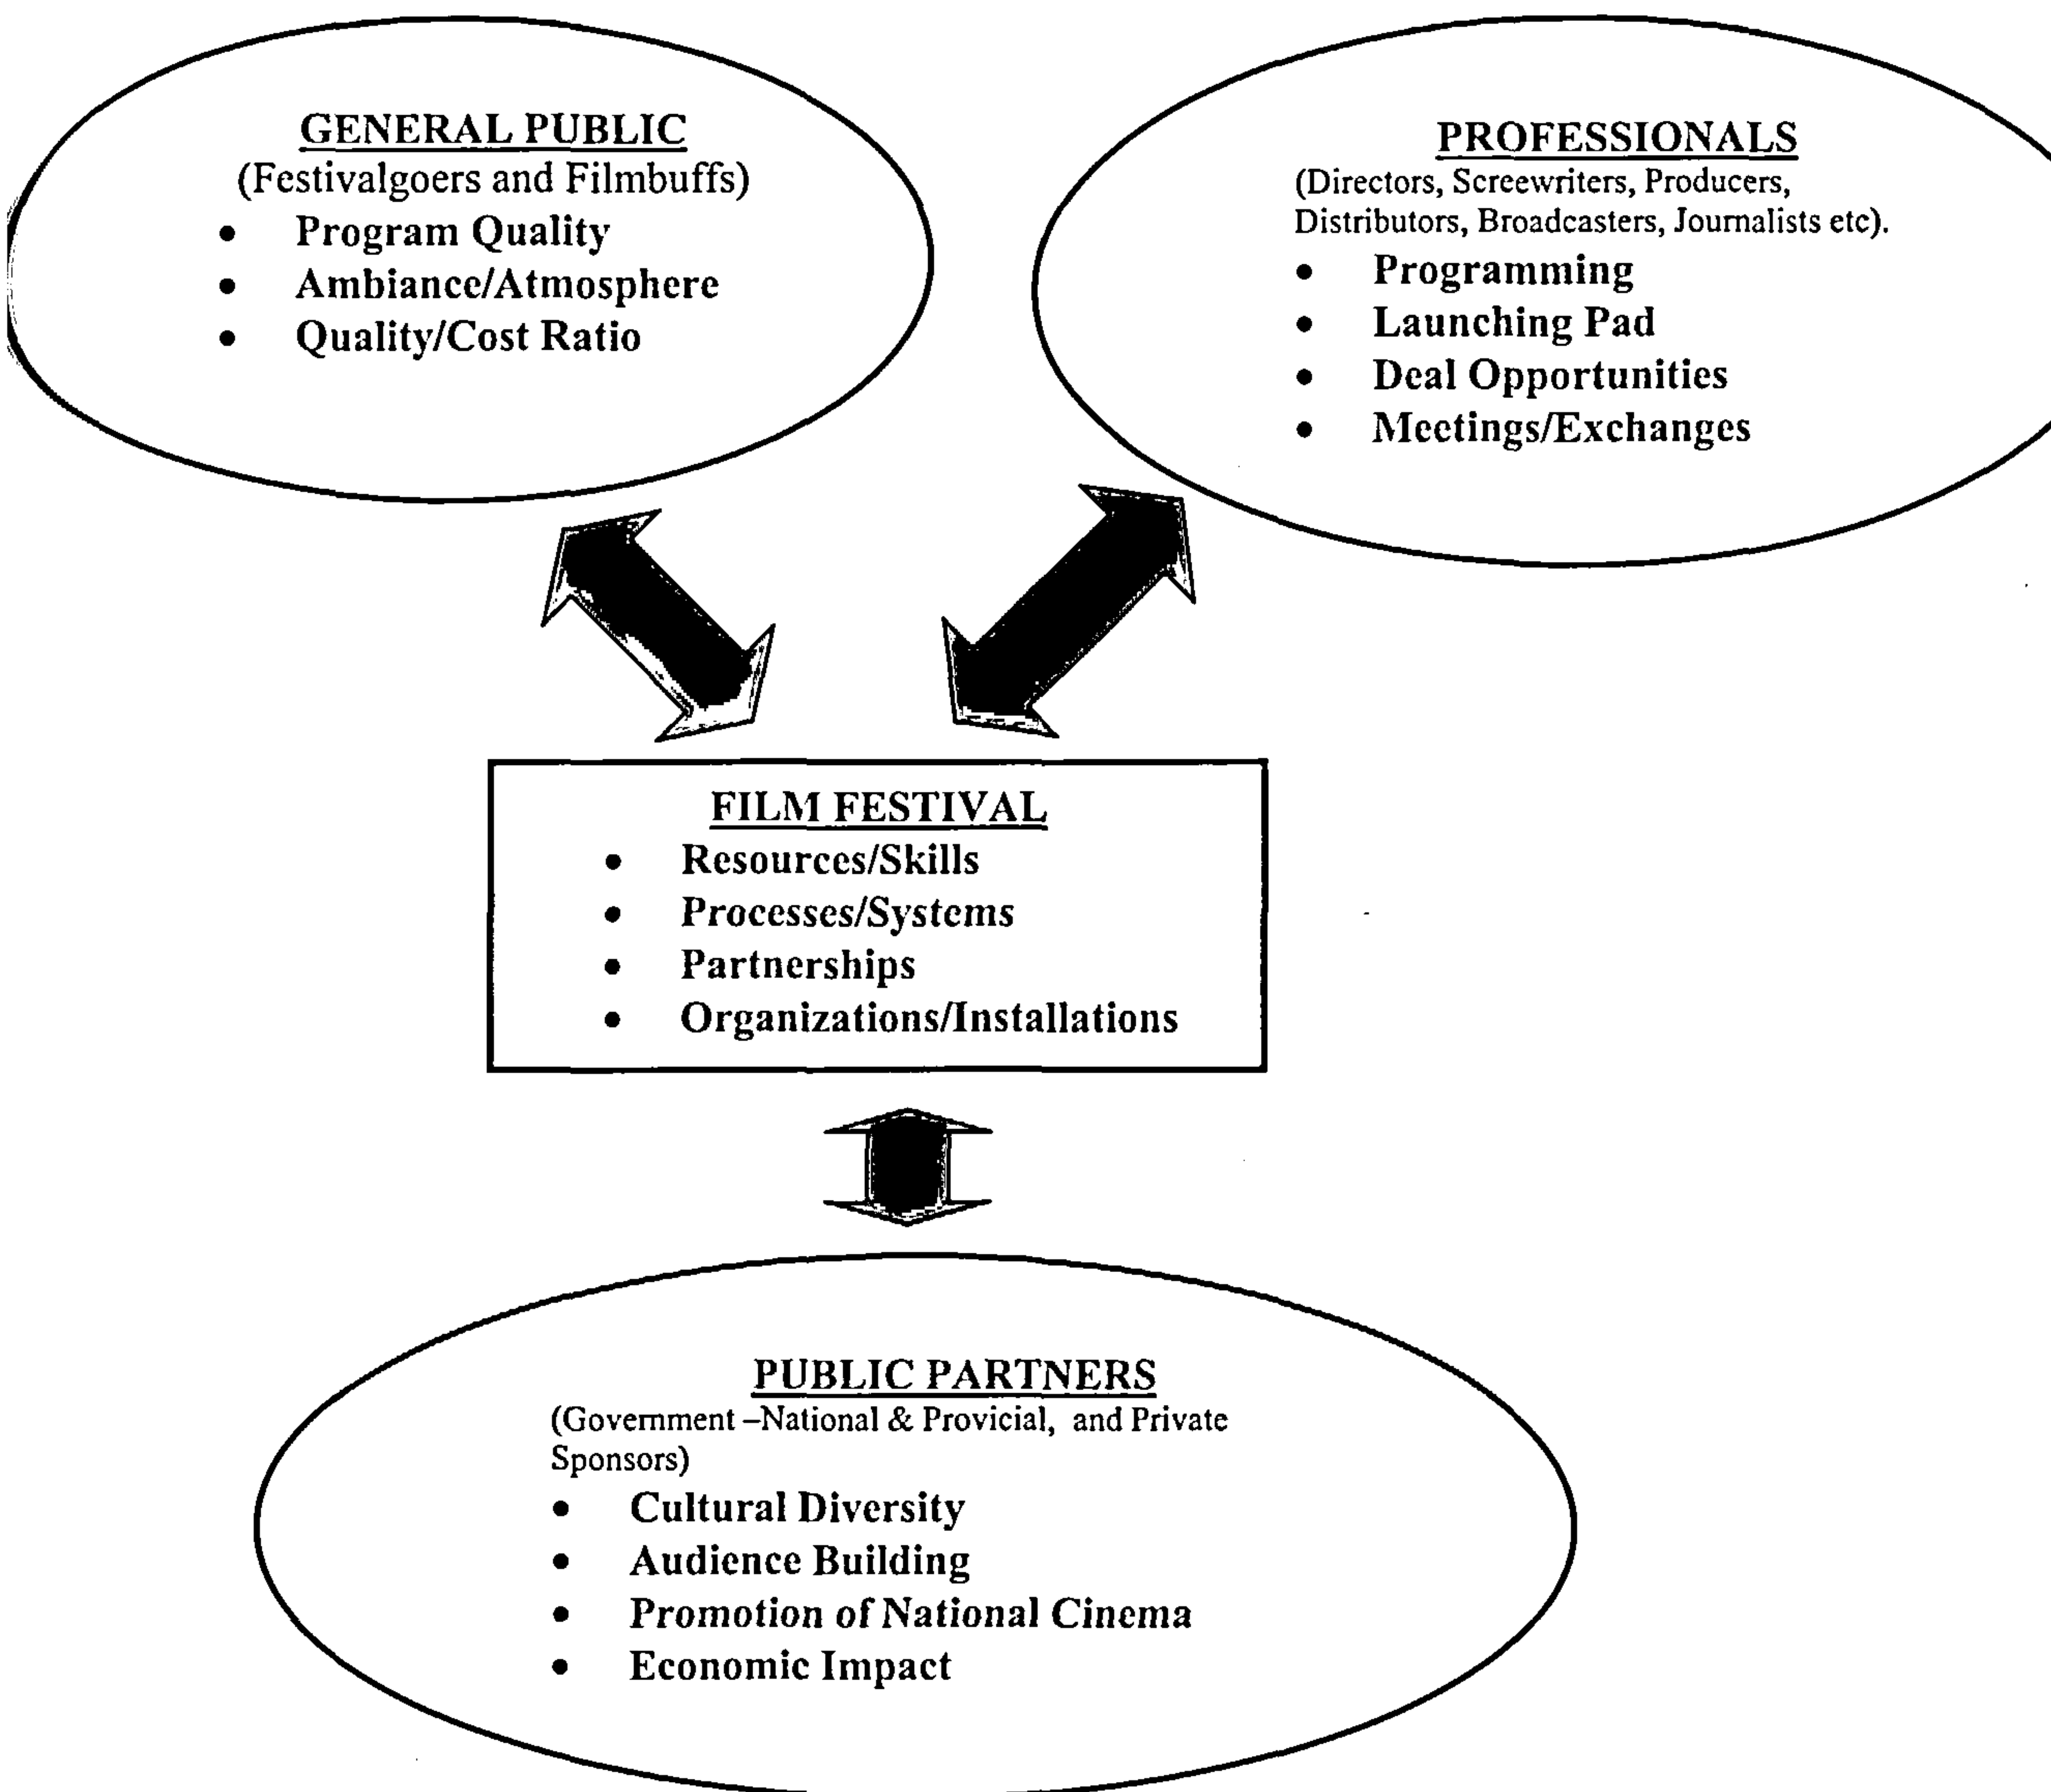 GENERAL PUBLIC
(Festivalgoers and Filmbuffs)
• Program Quality
• Ambiance/Atmosphere
• Quality/Cost Ratio
PROFESSIONALS
(Directors, Screewriters, Producers,
Distributors, Broadcasters, Journalists etc).
• Programming
• Launching Pad
• Deal Opportunities
• Meetings/Exchanges
FILM FESTIVAL
• Resources/Skills
• Processes/Systems
• Partnerships
• Organizations/Installations
PUBLIC PARTNERS
(Government –National & Provicial, and Private
Sponsors)
• Cultural Diversity
• Audience Building
• Promotion of National Cinema
• Economic Impact